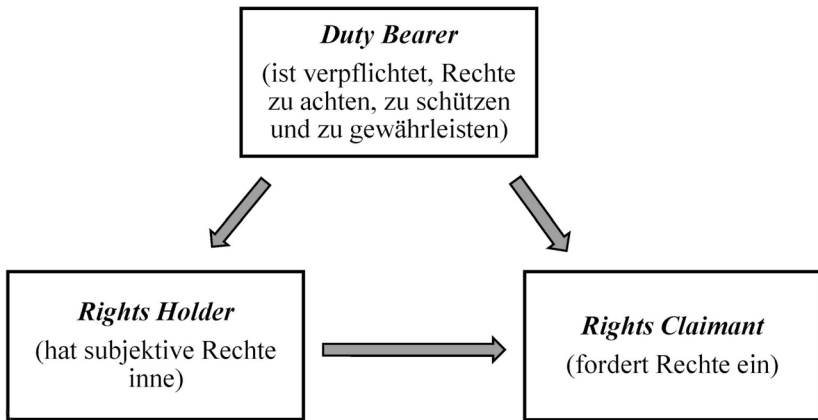 Duty Bearer
(ist verpflichtet, Rechte
zu achten, zu schützen
und zu gewährleisten)
Rights Holder
(hat subjektive Rechte
inne)
Rights Claimant
(fordert Rechte ein)